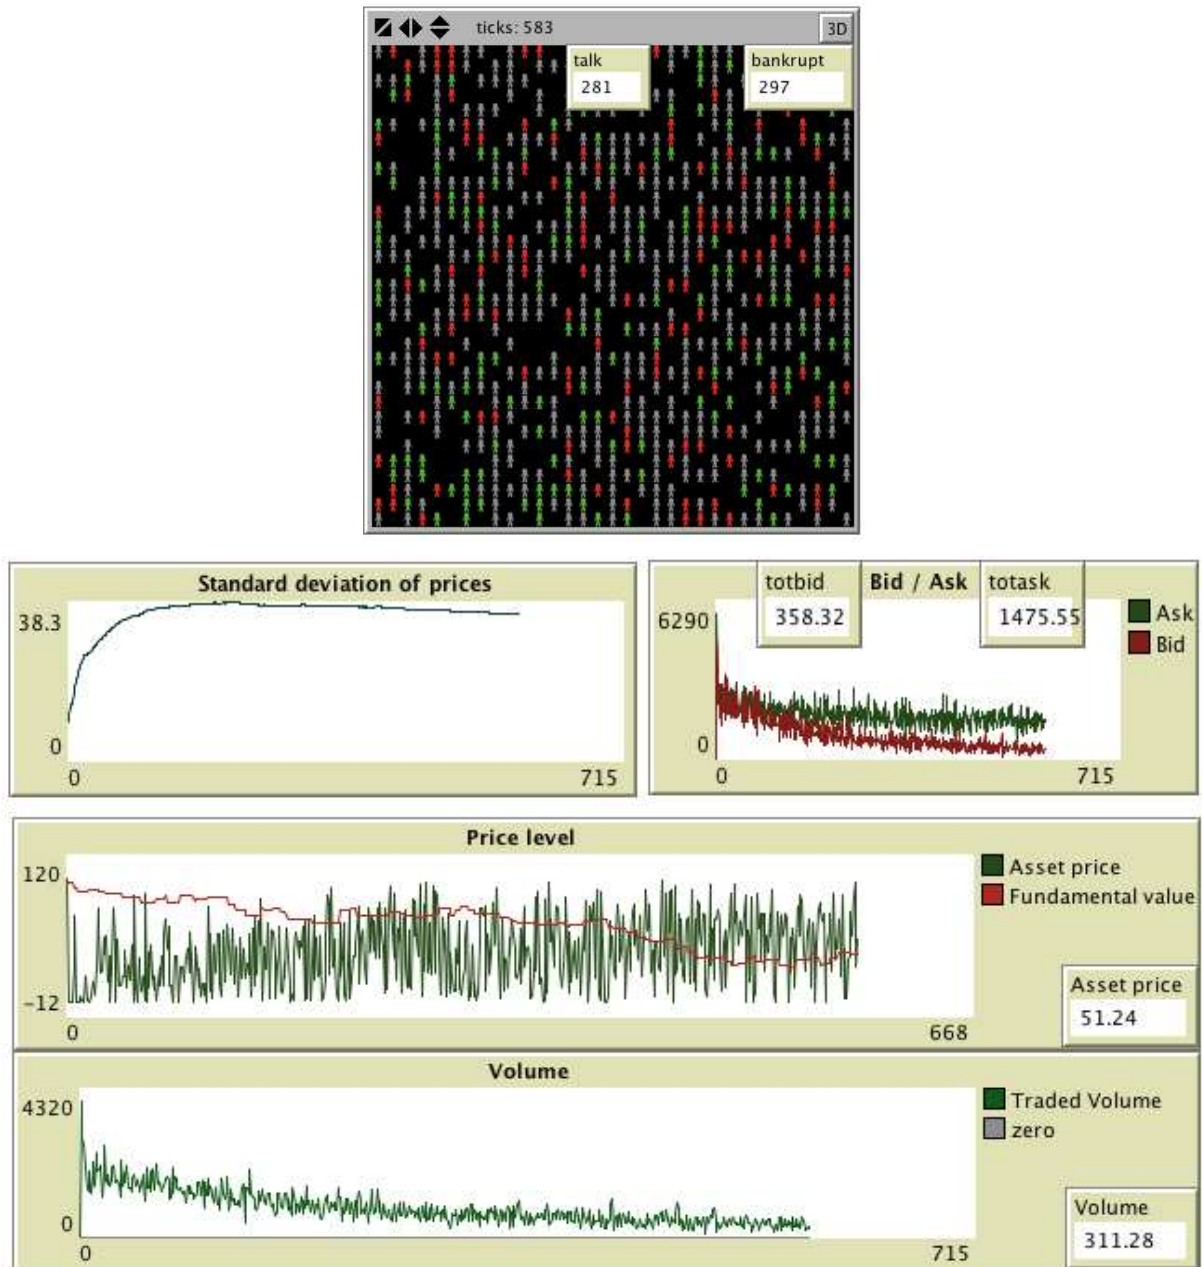 ticks: 583
3D
talk
281
bankrupt
297
Standard deviation of prices
38.3
0
0
715
Bid / Ask
totbid
358.32
totask
1475.55
6290
0
0
715
Ask
Bid
Price level
120
-12
0
668
Asset price
Fundamental value
Asset price
51.24
Volume
4320
0
0
715
Traded Volume
zero
Volume
311.28